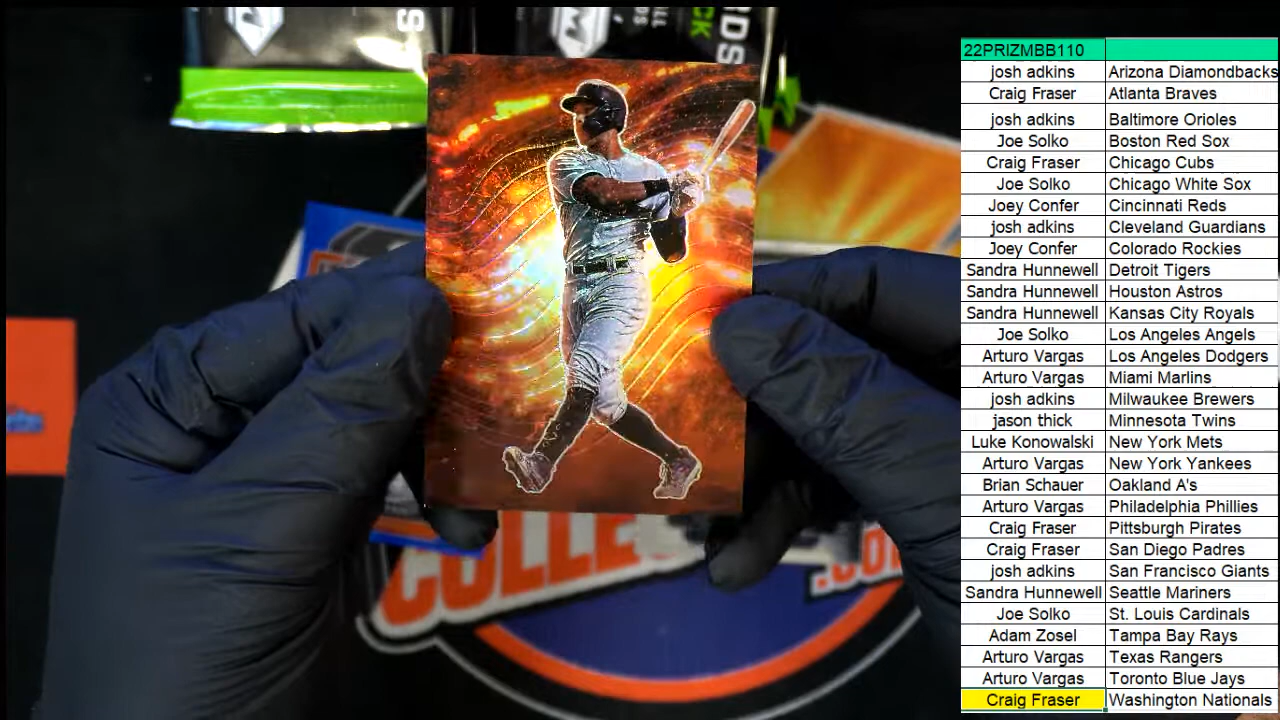 RDS
CK
COLLE
.CO
22PRIZMBB110
josh adkins Arizona Diamondbacks
Craig Fraser Atlanta Braves
josh adkins Baltimore Orioles
Joe Solko Boston Red Sox
Craig Fraser Chicago Cubs
Joe Solko Chicago White Sox
Joey Confer Cincinnati Reds
josh adkins Cleveland Guardians
Joey Confer Colorado Rockies
Sandra Hunnewell Detroit Tigers
Sandra Hunnewell Houston Astros
Sandra Hunnewell Kansas City Royals
Joe Solko Los Angeles Angels
Arturo Vargas Los Angeles Dodgers
Arturo Vargas Miami Marlins
josh adkins Milwaukee Brewers
jason thick Minnesota Twins
Luke Konowalski New York Mets
Arturo Vargas New York Yankees
Brian Schauer Oakland A's
Arturo Vargas Philadelphia Phillies
Craig Fraser Pittsburgh Pirates
Craig Fraser San Diego Padres
josh adkins San Francisco Giants
Sandra Hunnewell Seattle Mariners
Joe Solko St. Louis Cardinals
Adam Zosel Tampa Bay Rays
Arturo Vargas Texas Rangers
Arturo Vargas Toronto Blue Jays
Craig Fraser Washington Nationals